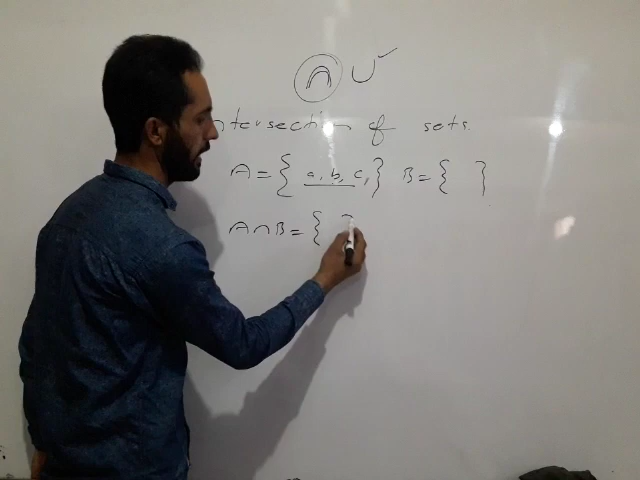 ∩ ∪
ntersection of sets.
A = { a, b, c, } B = { }
A∩B = {